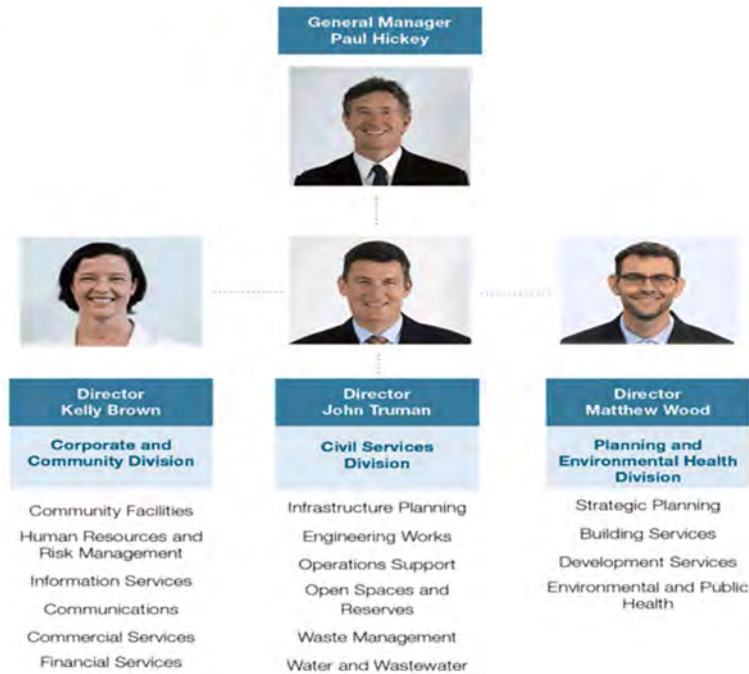 General Manager
Paul Hickey
Director
Kelly Brown
Corporate and
Community Division
Community Facilities
Human Resources and
Risk Management
Information Services
Communications
Commercial Services
Financial Services
Director
John Truman
Civil Services
Division
Infrastructure Planning
Engineering Works
Operations Support
Open Spaces and
Reserves
Waste Management
Water and Wastewater
Director
Matthew Wood
Planning and
Environmental Health
Division
Strategic Planning
Building Services
Development Services
Environmental and Public
Health